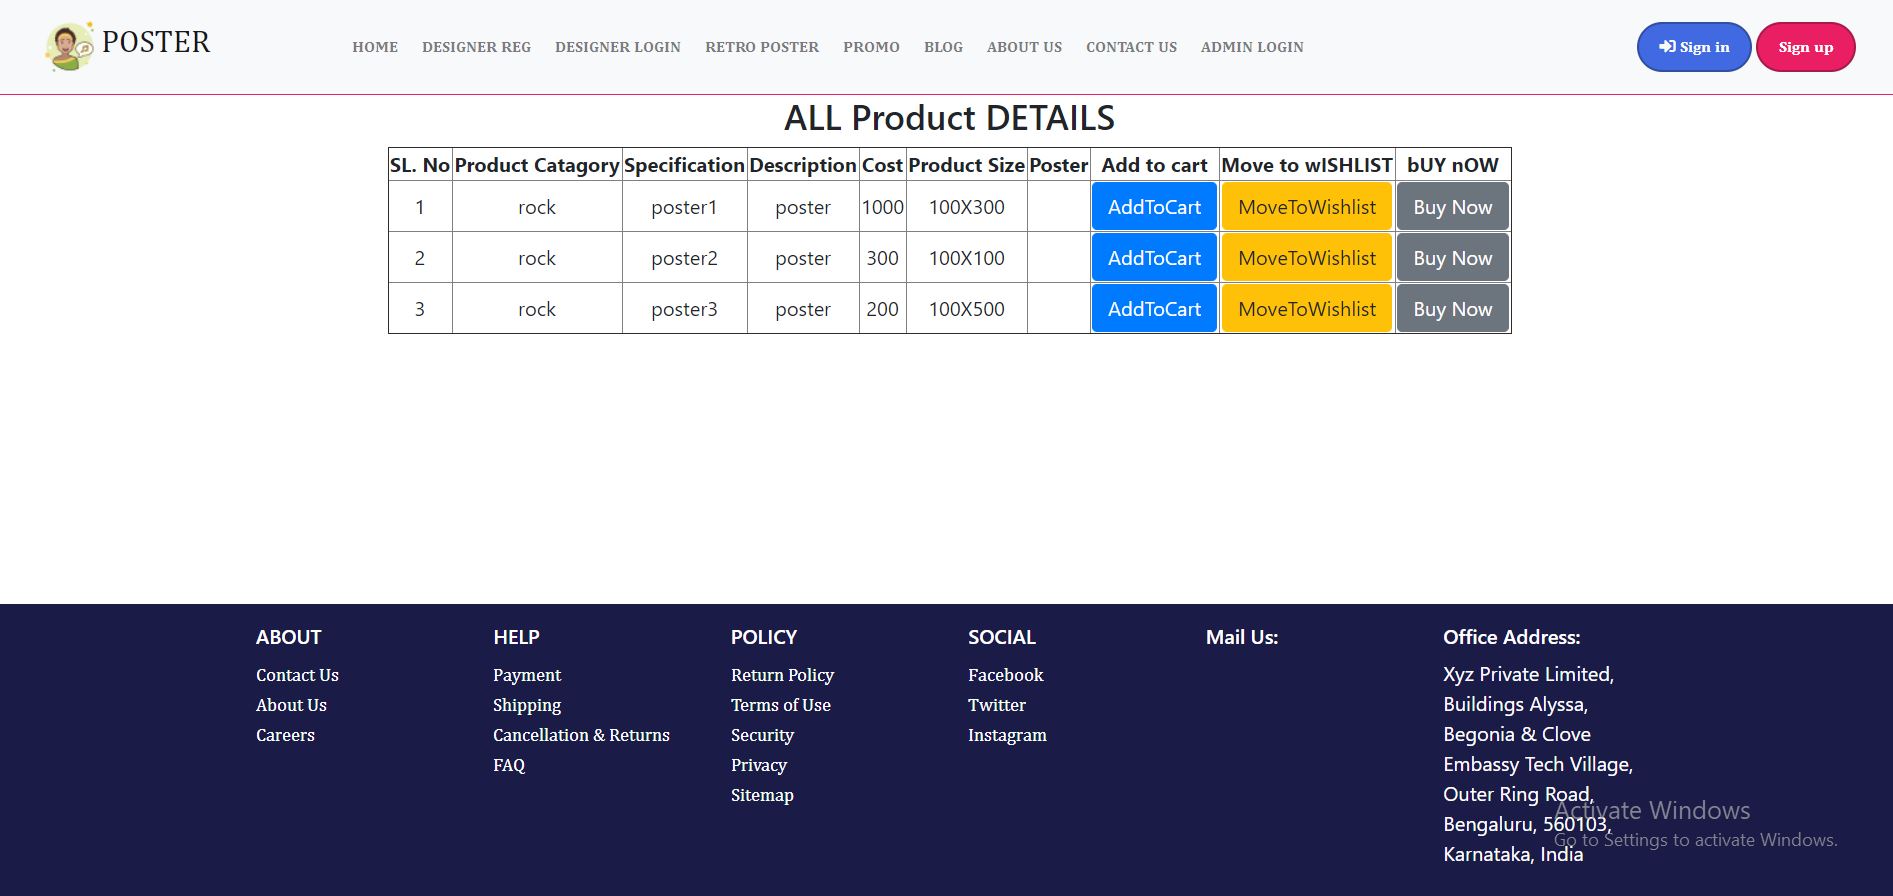 POSTER
HOME DESIGNER REG DESIGNER LOGIN RETRO POSTER PROMO BLOG ABOUT US CONTACT US ADMIN LOGIN
Sign in Sign up
ALL Product DETAILS
SL. No Product Catagory Specification Description Cost Product Size Poster Add to cart Move to wISHLIST bUY nOW
1 rock poster1 poster 1000 100X300 AddToCart MoveToWishlist Buy Now
2 rock poster2 poster 300 100X100 AddToCart MoveToWishlist Buy Now
3 rock poster3 poster 200 100X500 AddToCart MoveToWishlist Buy Now
ABOUT
Contact Us
About Us
Careers
HELP
Payment
Shipping
Cancellation & Returns
FAQ
POLICY
Return Policy
Terms of Use
Security
Privacy
Sitemap
SOCIAL
Facebook
Twitter
Instagram
Mail Us:
Office Address:
Xyz Private Limited,
Buildings Alyssa,
Begonia & Clove
Embassy Tech Village,
Outer Ring Road,
Bengaluru, 560103,
Karnataka, India
Activate Windows
Go to Settings to activate Windows.